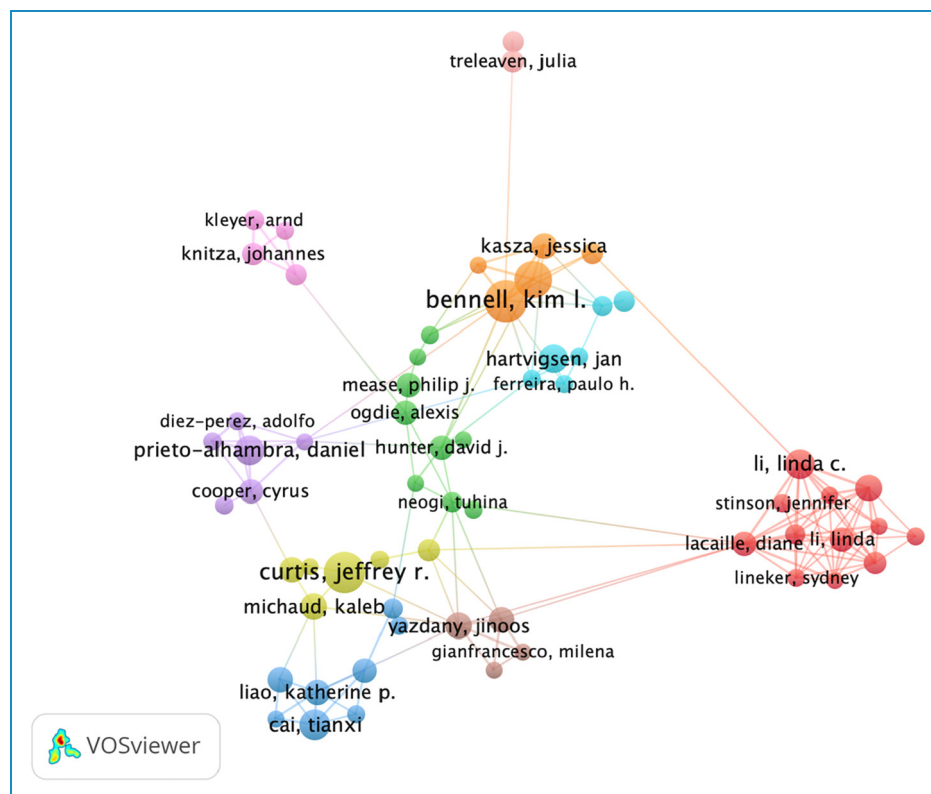 treleaven, julia
kleyer, arnd
kasza, jessica
knitza, johannes
bennell, kim l.
hartvigsen, jan
mease, philip j.
ferreira, paulo h.
ogdie, alexis
diez-perez, adolfo
prieto-alhambra, daniel
hunter, david j.
li, linda c.
cooper, cyrus
neogi, tuhina
stinson, jennifer
lacaille, diane
li, linda
curtis, jeffrey r.
lineker, sydney
michaud, kaleb
yazdany, jinoos
gianfrancesco, milena
liao, katherine p.
cai, tianxi
VOSviewer